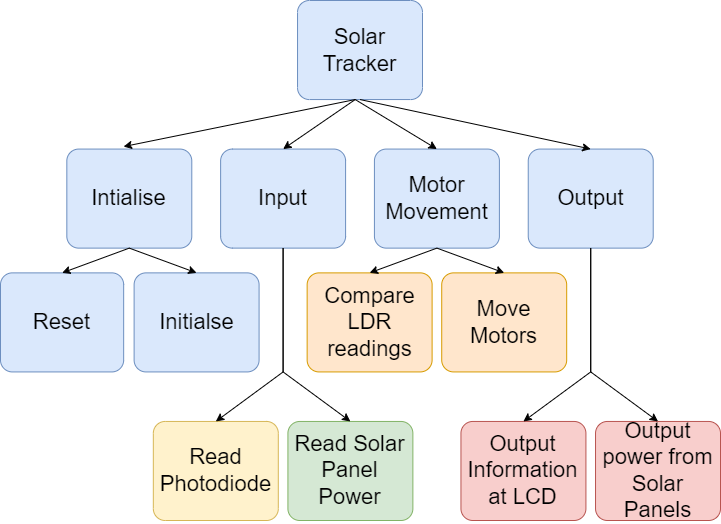 Solar
Tracker
Intialise
Input
Motor
Movement
Output
Reset
Initialse
Compare
LDR
readings
Move
Motors
Read
Photodiode
Read Solar
Panel
Power
Output
Information
at LCD
Output
power from
Solar
Panels